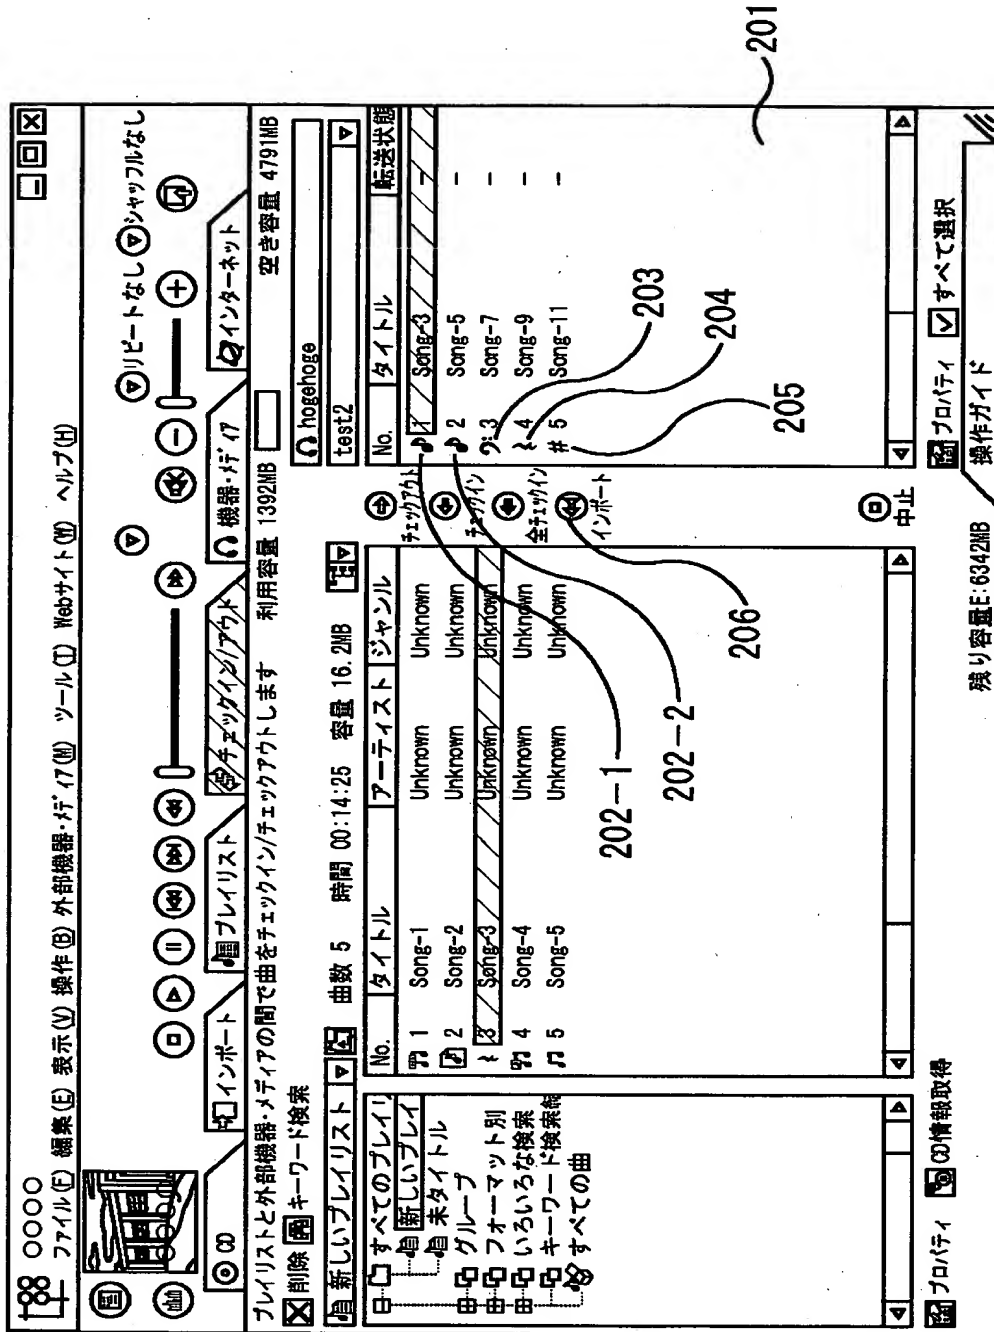 ○○○○
ファイル(F) 編集(E) 表示(V) 操作(B) 外部機器・メディア(M) ツール(T) Webサイト(W) ヘルプ(H)
リピートなし シャッフルなし
CD インポート プレイリスト チェックイン/アウト 機器・メディア インターネット
プレイリストと外部機器・メディアの間で曲をチェックイン/チェックアウトします 利用容量 1392MB 空き容量 4791MB
削除 キーワード検索
hogehoge
新しいプレイリスト 曲数 5 時間 00:14:25 容量 16.2MB
test2
すべてのプレイ
新しいプレイ
未タイトル
グループ
フォーマット別
いろいろな検索
キーワード検索結
すべての曲
No. タイトル アーティスト ジャンル
1 Song-1 Unknown Unknown
2 Song-2 Unknown Unknown
3 Song-3 Unknown Unknown
4 Song-4 Unknown Unknown
5 Song-5 Unknown Unknown
チェックアウト
チェックイン
全チェックイン
インポート
中止
No. タイトル 転送状態
1 Song-3 -
2 Song-5 -
3 Song-7 -
4 Song-9 -
# 5 Song-11 -
プロパティ CD情報取得
プロパティ すべて選択
残り容量E:6342MB 操作ガイド
201
202-1
202-2
203
204
205
206